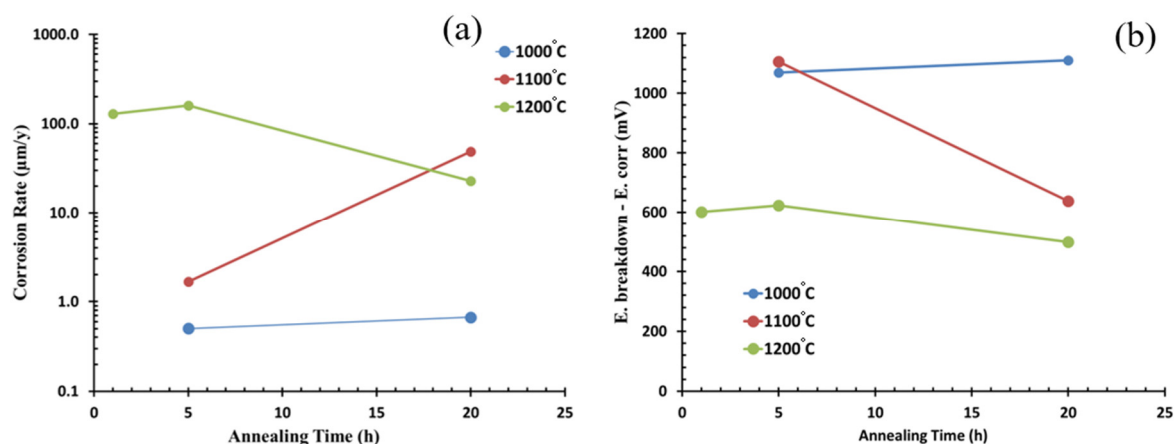 (a)
1000.0
100.0
10.0
1.0
0.1
Corrosion Rate (µm/y)
1000°C
1100°C
1200°C
0 5 10 15 20 25
Annealing Time (h)
(b)
1200
1000
800
600
400
200
0
E. breakdown - E. corr (mV)
1000°C
1100°C
1200°C
0 5 10 15 20 25
Annealing Time (h)